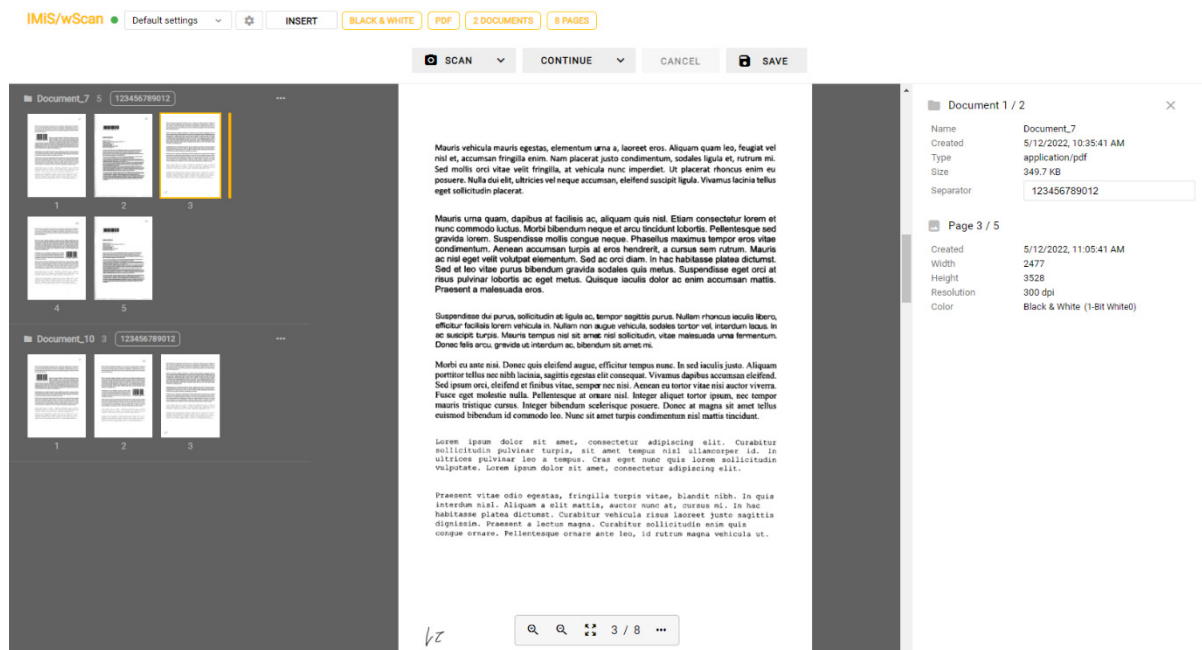 IMiS/wScan
Default settings
INSERT
BLACK & WHITE
PDF
2 DOCUMENTS
8 PAGES
SCAN
CONTINUE
CANCEL
SAVE
Document_7 5 123456789012
1 2 3
4 5
Document_10 3 123456789012
1 2 3
Mauris vehicula mauris egestas, elementum urna a, laoreet eros. Aliquam quam leo, feugiat vel
nisl et, accumsan fringilla enim. Nam placerat justo condimentum, sodales ligula et, rutrum mi.
Sed mollis orci vitae velit fringilla, at vehicula nunc imperdiet. Ut placerat rhoncus enim eu
posuere. Nulla dui elit, ultricies vel neque accumsan, eleifend suscipit ligula. Vivamus lacinia tellus
eget sollicitudin placerat.
Mauris urna quam, dapibus at facilisis ac, aliquam quis nisl. Etiam consectetur lorem et
nunc commodo luctus. Morbi bibendum neque et arcu tincidunt lobortis. Pellentesque sed
gravida lorem. Suspendisse mollis congue neque. Phasellus maximus tempor eros vitae
condimentum. Aenean accumsan turpis at eros hendrerit, a cursus sem rutrum. Mauris
ac nisl eget velit volutpat elementum. Sed ac orci diam. In hac habitasse platea dictumst.
Sed et leo vitae purus bibendum gravida sodales quis metus. Suspendisse eget orci at
risus pulvinar lobortis ac eget metus. Quisque iaculis dolor ac enim accumsan mattis.
Praesent a malesuada eros.
Suspendisse dui purus, sollicitudin at ligula ac, tempor sagittis purus. Nullam rhoncus iaculis libero,
efficitur facilisis lorem vehicula in. Nullam non augue vehicula, sodales tortor vel, interdum lacus. In
ac suscipit turpis. Mauris tempus nisl sit amet nisl sollicitudin, vitae malesuada urna fermentum.
Donec felis arcu, gravida ut interdum ac, bibendum sit amet mi.
Morbi eu ante nisi. Donec quis eleifend augue, efficitur tempus nunc. In sed iaculis justo. Aliquam
porttitor tellus nec nibh lacinia, sagittis egestas elit consequat. Vivamus dapibus accumsan eleifend.
Sed ipsum orci, eleifend et finibus vitae, semper nec nisi. Aenean eu tortor vitae nisi auctor viverra.
Fusce eget molestie nulla. Pellentesque at ornare nisl. Integer aliquet tortor ipsum, nec tempor
mauris tristique cursus. Integer bibendum scelerisque posuere. Donec at magna sit amet tellus
euismod bibendum id commodo leo. Nunc sit amet turpis condimentum nisl mattis tincidunt.
Lorem ipsum dolor sit amet, consectetur adipiscing elit. Curabitur
sollicitudin pulvinar turpis, sit amet tempus nisl ullamcorper id. In
ultrices pulvinar leo a tempus. Cras eget nunc quis lorem sollicitudin
vulputate. Lorem ipsum dolor sit amet, consectetur adipiscing elit.
Praesent vitae odio egestas, fringilla turpis vitae, blandit nibh. In quis
interdum nisl. Aliquam a elit mattis, auctor nunc at, cursus mi. In hac
habitasse platea dictumst. Curabitur vehicula risus laoreet justo sagittis
dignissim. Praesent a lectus magna. Curabitur sollicitudin enim quis
congue ornare. Pellentesque ornare ante leo, id rutrum magna vehicula ut.
3 / 8
Document 1 / 2
Name Document_7
Created 5/12/2022, 10:35:41 AM
Type application/pdf
Size 349.7 KB
Separator 123456789012
Page 3 / 5
Created 5/12/2022, 11:05:41 AM
Width 2477
Height 3528
Resolution 300 dpi
Color Black & White (1-Bit White0)